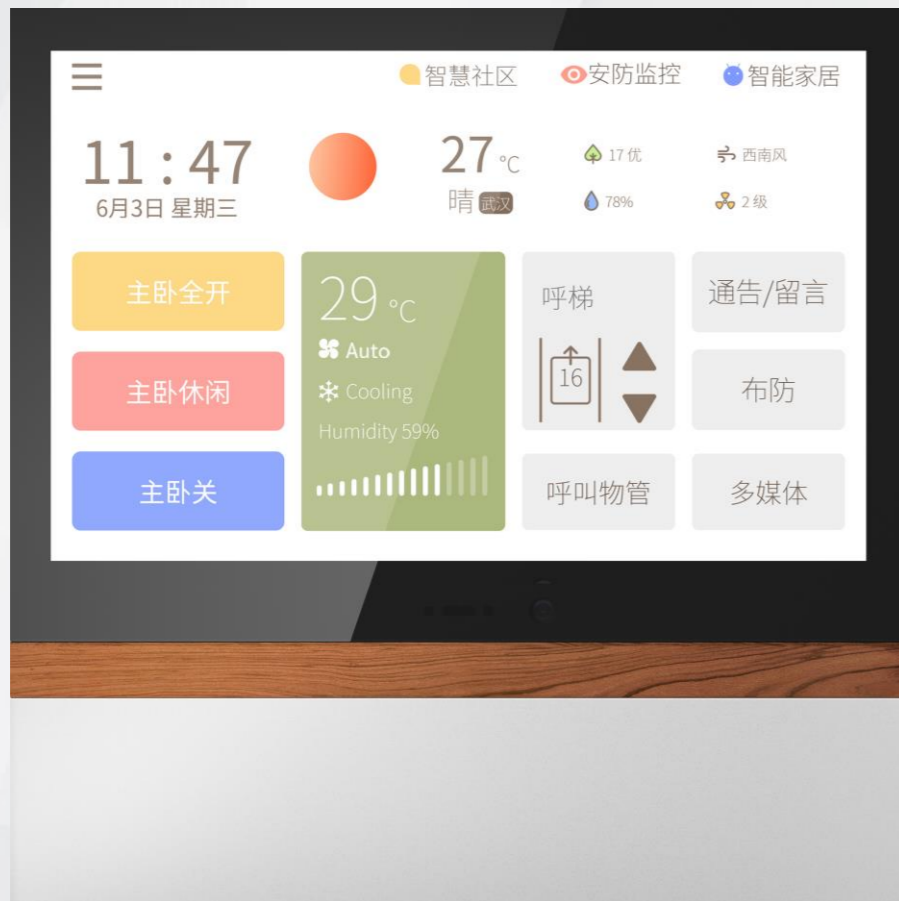 智慧社区 安防监控 智能家居
11 : 47
6月3日 星期三
27 °C
晴 武汉
17 优
西南风
78%
2 级
主卧全开
主卧休闲
主卧关
29 °C
Auto
Cooling
Humidity 59%
呼梯
16
呼叫物管
通告/留言
布防
多媒体